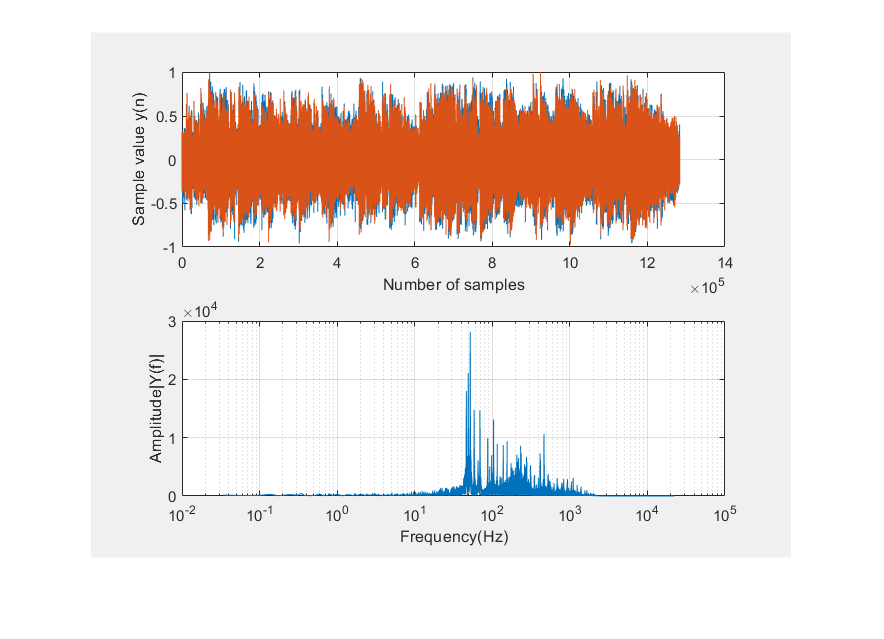 1
0.5
0
-0.5
-1
Sample value y(n)
0 2 4 6 8 10 12 14
Number of samples
×10^5
×10^4
3
2
1
0
Amplitude|Y(f)|
10^-2 10^-1 10^0 10^1 10^2 10^3 10^4 10^5
Frequency(Hz)